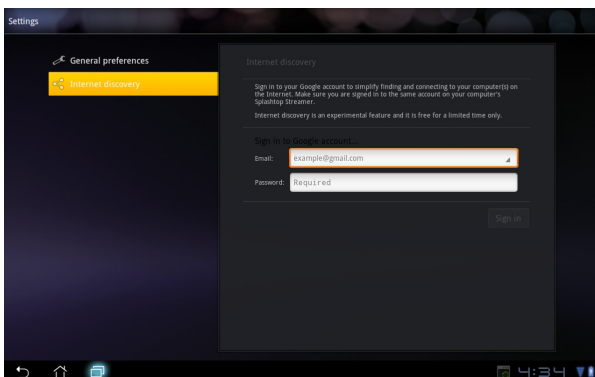 Settings
General preferences
Internet discovery
Internet discovery
Sign in to your Google account to simplify finding and connecting to your computer(s) on
the Internet. Make sure you are signed in to the same account on your computer's
Splashtop Streamer.
Internet discovery is an experimental feature and it is free for a limited time only.
Sign in to Google account...
Email: example@gmail.com
Password: Required
Sign in
4:34